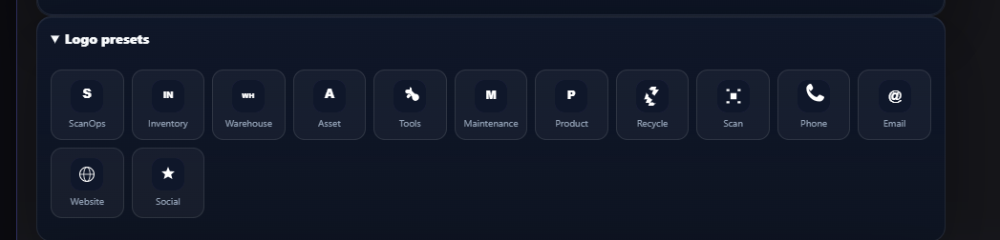 ▼ Logo presets
S IN WH A M P @
ScanOps Inventory Warehouse Asset Tools Maintenance Product Recycle Scan Phone Email
Website Social